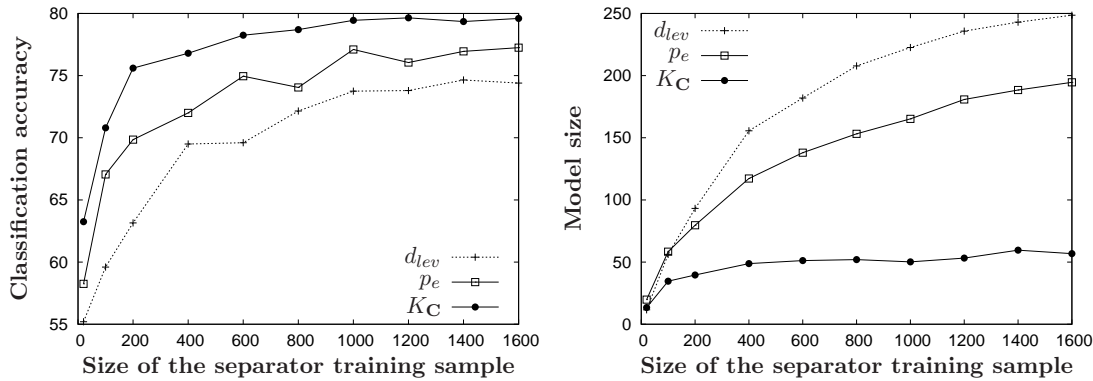 Classification accuracy
80
75
70
65
60
55
0 200 400 600 800 1000 1200 1400 1600
Size of the separator training sample
d_lev
p_e
K_C
Model size
250
200
150
100
50
0
0 200 400 600 800 1000 1200 1400 1600
Size of the separator training sample
d_lev
p_e
K_C